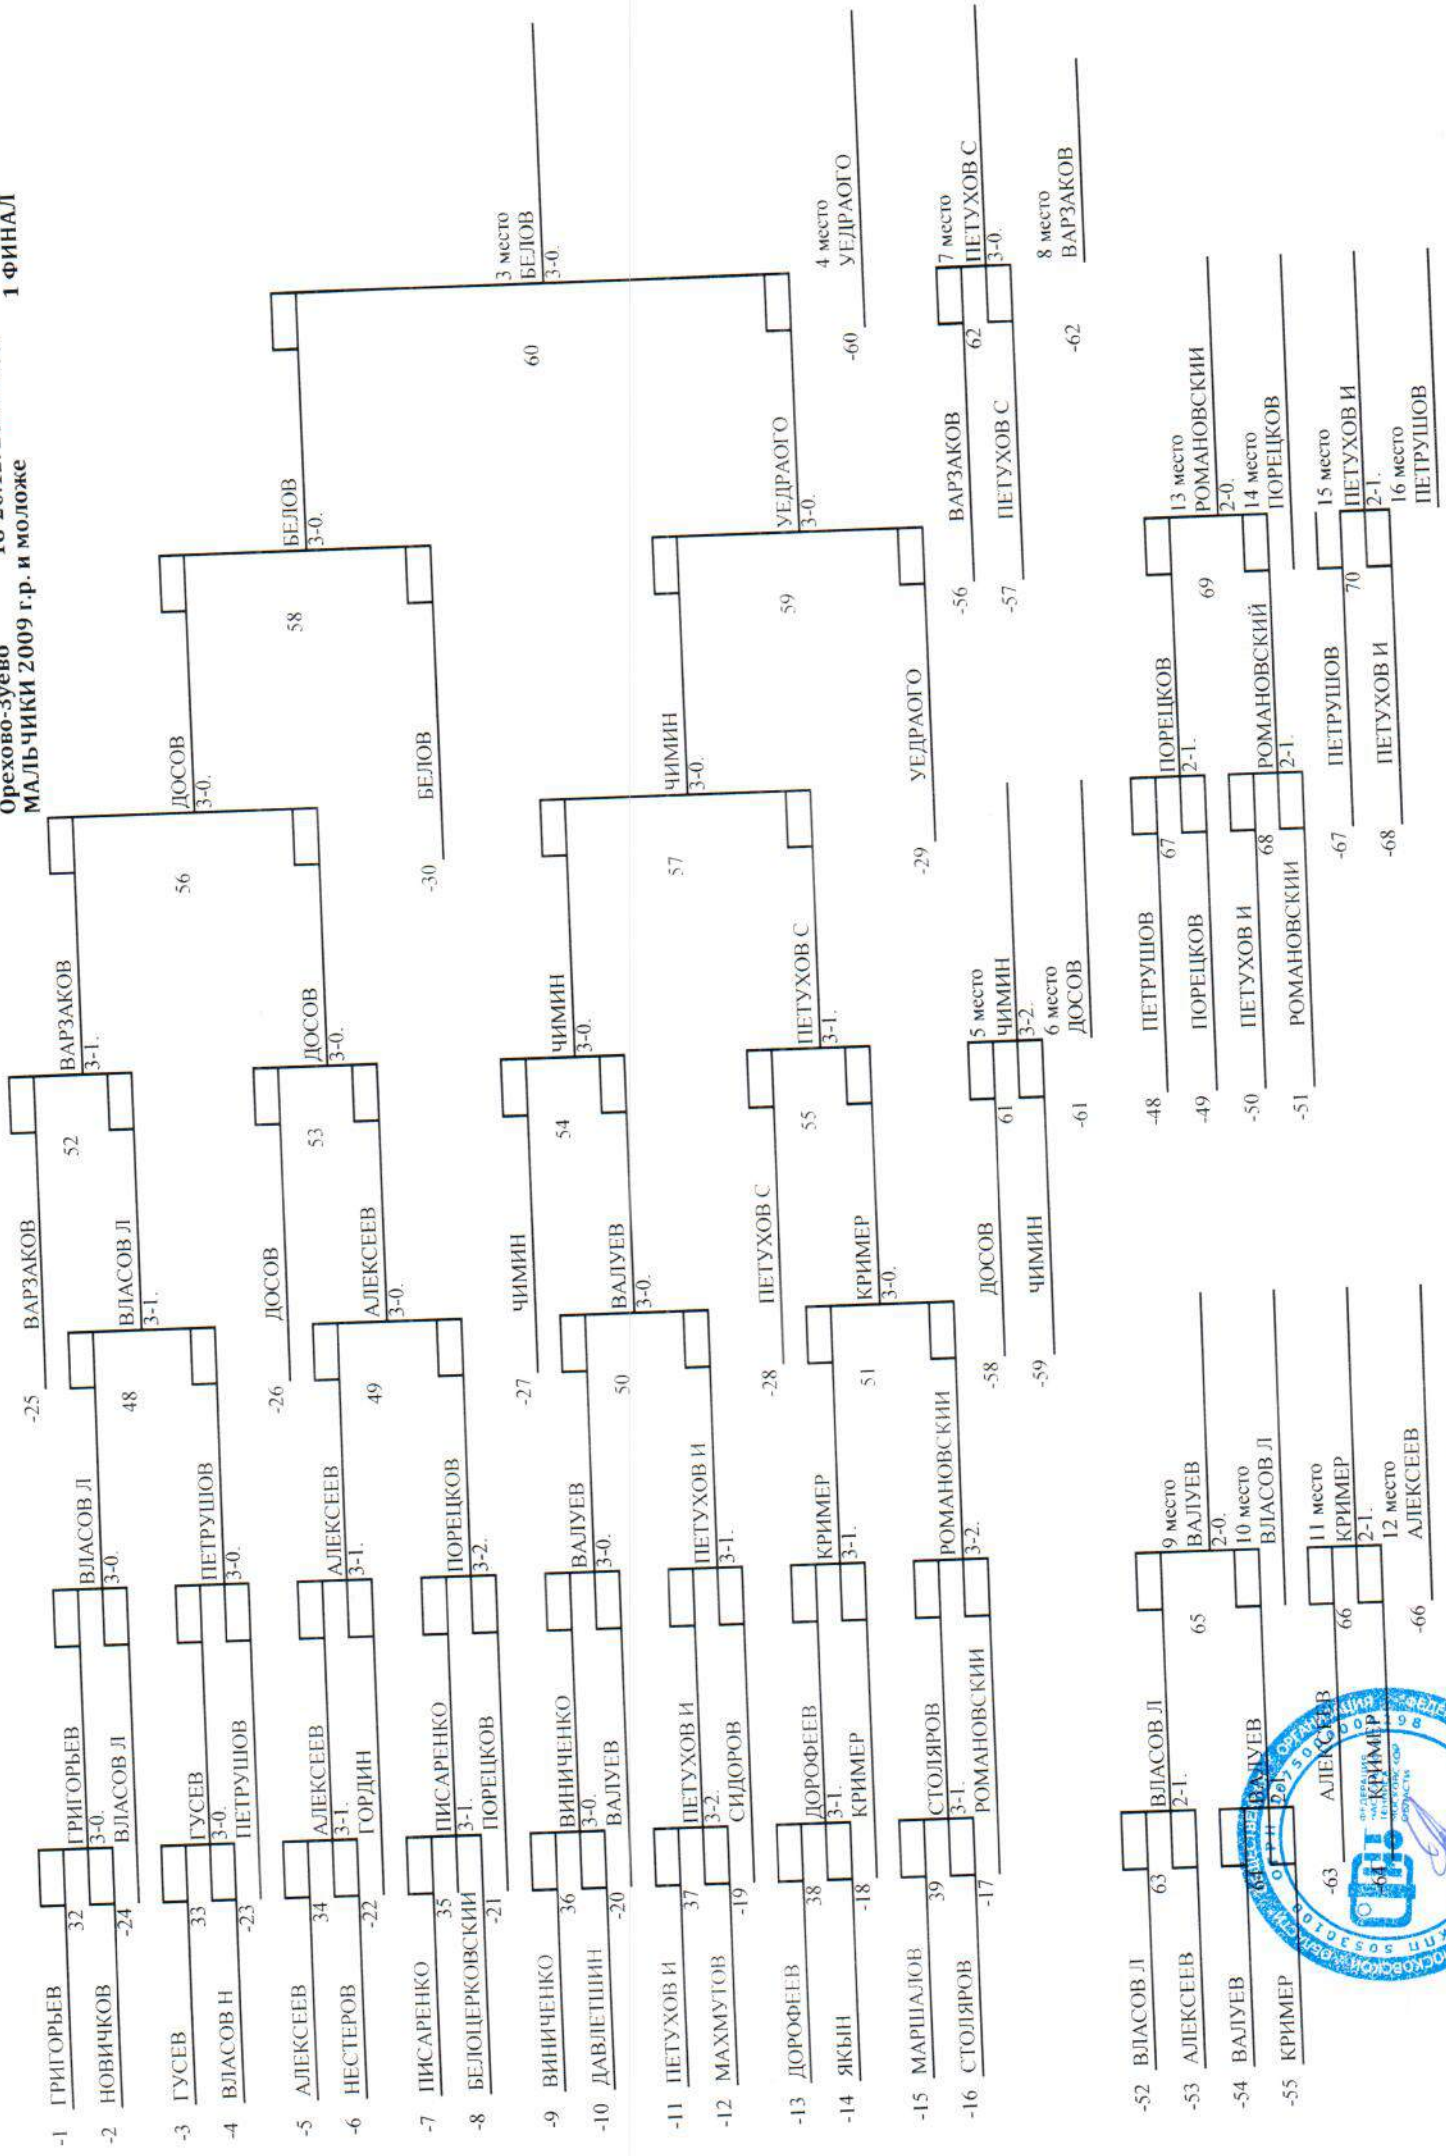 Орехово-Зуево
1 ФИНАЛ
МАЛЬЧИКИ 2009 г.р. и моложе
-1 ГРИГОРЬЕВ
32
ГРИГОРЬЕВ
3-0.
-2 НОВИЧКОВ
-24 ВЛАСОВ Л
ВЛАСОВ Л
3-0.
-3 ГУСЕВ
33
ГУСЕВ
3-0.
-4 ВЛАСОВ Н
-23 ПЕТРУШОВ
ПЕТРУШОВ
3-0.
-5 АЛЕКСЕЕВ
34
АЛЕКСЕЕВ
3-1.
-6 НЕСТЕРОВ
-22 ГОРДИН
АЛЕКСЕЕВ
3-1.
-7 ПИСАРЕНКО
35
ПИСАРЕНКО
3-1.
-8 БЕЛОЦЕРКОВСКИЙ
-21 ПОРЕЦКОВ
ПОРЕЦКОВ
3-2.
-9 ВИНИЧЕНКО
36
ВИНИЧЕНКО
3-0.
-10 ДАВЛЕТШИН
-20 ВАЛУЕВ
ВАЛУЕВ
3-0.
-11 ПЕТУХОВ И
37
ПЕТУХОВ И
3-2.
-12 МАХМУТОВ
-19 СИДОРОВ
ПЕТУХОВ И
3-1.
-13 ДОРОФЕЕВ
38
ДОРОФЕЕВ
3-1.
-14 ЯКЫН
-18 КРИМЕР
КРИМЕР
3-1.
-15 МАРШАЛОВ
39
СТОЛЯРОВ
3-1.
-16 СТОЛЯРОВ
-17 РОМАНОВСКИЙ
РОМАНОВСКИЙ
3-2.
-25 ВАРЗАКОВ
48
ВЛАСОВ Л
3-1.
52
ВАРЗАКОВ
3-1.
-26 ДОСОВ
49
АЛЕКСЕЕВ
3-0.
53
ДОСОВ
3-0.
-27 ЧИМИН
50
ВАЛУЕВ
3-0.
54
ЧИМИН
3-0.
-28 ПЕТУХОВ С
51
КРИМЕР
3-0.
55
ПЕТУХОВ С
3-1.
56
ДОСОВ
3-0.
-30 БЕЛОВ
57
ЧИМИН
3-0.
-29 УЕДРАОГО
58
БЕЛОВ
3-0.
59
УЕДРАОГО
3-0.
60
3 место
БЕЛОВ
3-0.
4 место
-60 УЕДРАОГО
-56 ВАРЗАКОВ
62
7 место
ПЕТУХОВ С
3-0.
-57 ПЕТУХОВ С
8 место
-62 ВАРЗАКОВ
-58 ДОСОВ
61
5 место
ЧИМИН
3-2.
-59 ЧИМИН
6 место
-61 ДОСОВ
-48 ПЕТРУШОВ
67
ПОРЕЦКОВ
2-1.
-49 ПОРЕЦКОВ
-50 ПЕТУХОВ И
68
РОМАНОВСКИЙ
2-1.
-51 РОМАНОВСКИЙ
69
13 место
РОМАНОВСКИЙ
2-0.
14 место
ПОРЕЦКОВ
-67 ПЕТРУШОВ
70
15 место
ПЕТУХОВ И
2-1.
-68 ПЕТУХОВ И
16 место
ПЕТРУШОВ
-52 ВЛАСОВ Л
63
ВЛАСОВ Л
2-1.
-53 АЛЕКСЕЕВ
-54 ВАЛУЕВ
64
ВАЛУЕВ
2-1.
-55 КРИМЕР
65
9 место
ВАЛУЕВ
2-0.
10 место
ВЛАСОВ Л
-63 АЛЕКСЕЕВ
66
11 место
КРИМЕР
2-1.
-64 КРИМЕР
12 место
-66 АЛЕКСЕЕВ